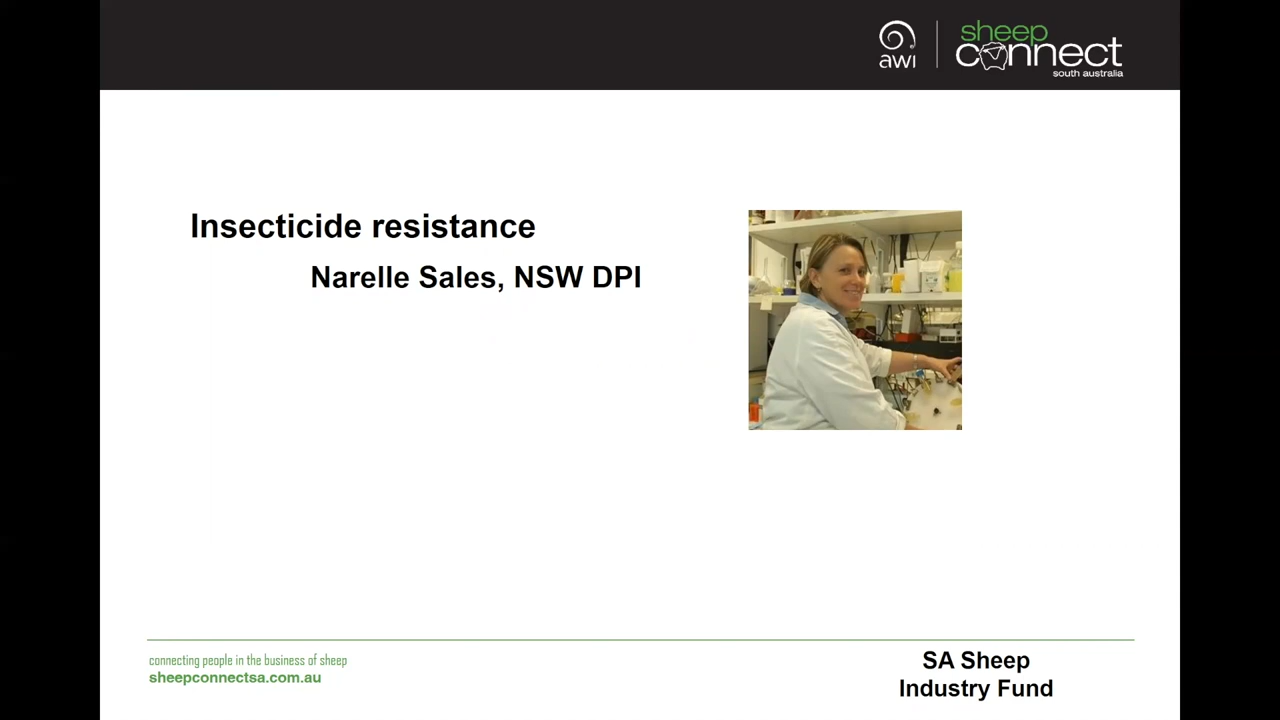 awi
sheep
connect
south australia
Insecticide resistance
Narelle Sales, NSW DPI
connecting people in the business of sheep
sheepconnectsa.com.au
SA Sheep
Industry Fund